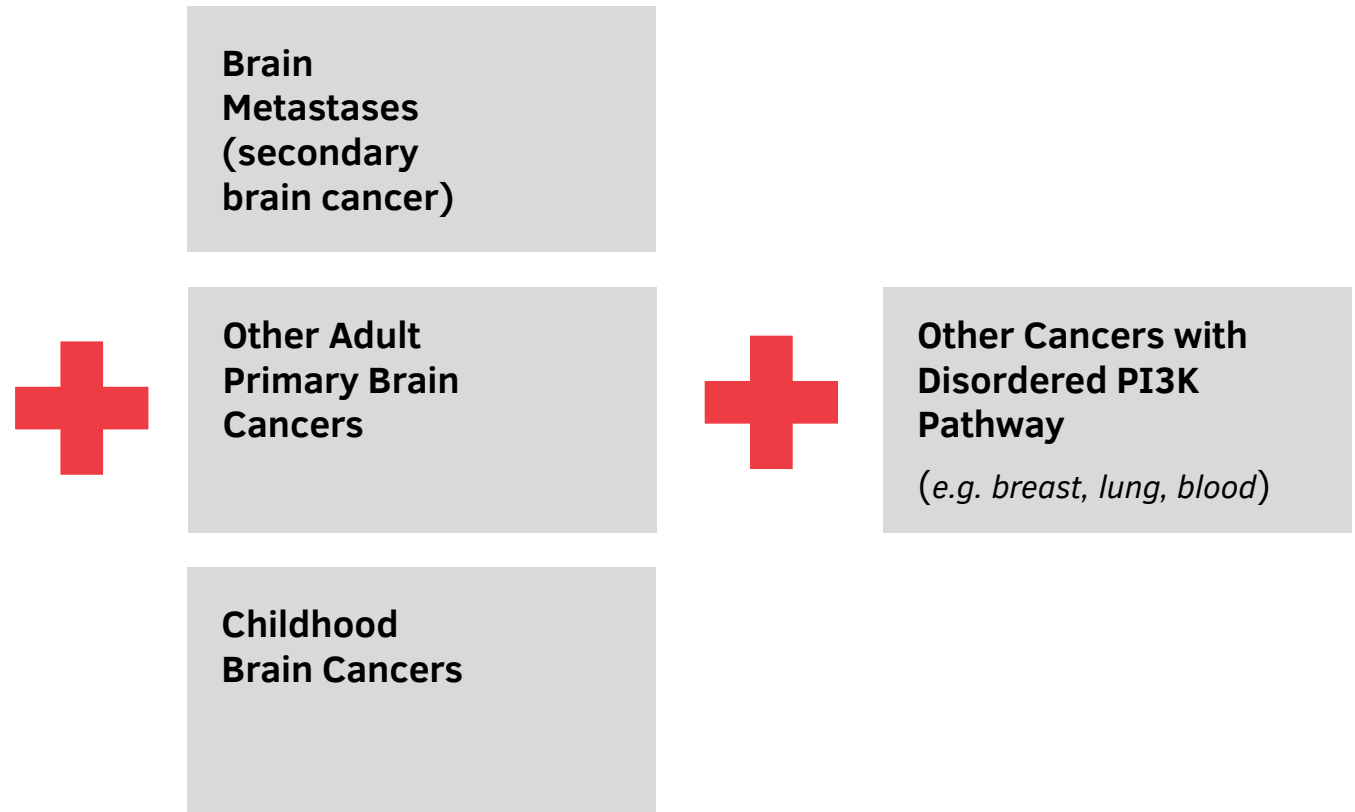 Brain
Metastases
(secondary
brain cancer)
Other Adult
Primary Brain
Cancers
Other Cancers with
Disordered PI3K
Pathway
(e.g. breast, lung, blood)
Childhood
Brain Cancers